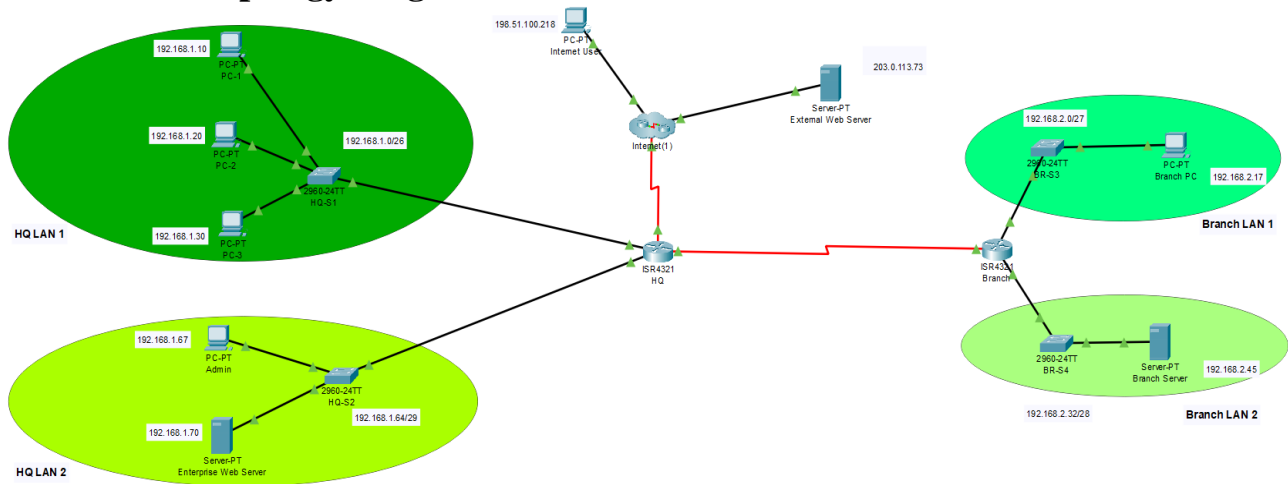 198.51.100.218
PC-PT
Internet User
203.0.113.73
Server-PT
External Web Server
Internet(1)
192.168.1.10
PC-PT
PC-1
192.168.1.20
PC-PT
PC-2
192.168.1.0/26
2960-24TT
HQ-S1
192.168.1.30
PC-PT
PC-3
HQ LAN 1
ISR4321
HQ
192.168.2.0/27
2960-24TT
BR-S3
PC-PT
Branch PC
192.168.2.17
Branch LAN 1
ISR4321
Branch
192.168.1.67
PC-PT
Admin
2960-24TT
HQ-S2
192.168.1.64/29
192.168.1.70
Server-PT
Enterprise Web Server
HQ LAN 2
2960-24TT
BR-S4
Server-PT
Branch Server
192.168.2.45
192.168.2.32/28
Branch LAN 2